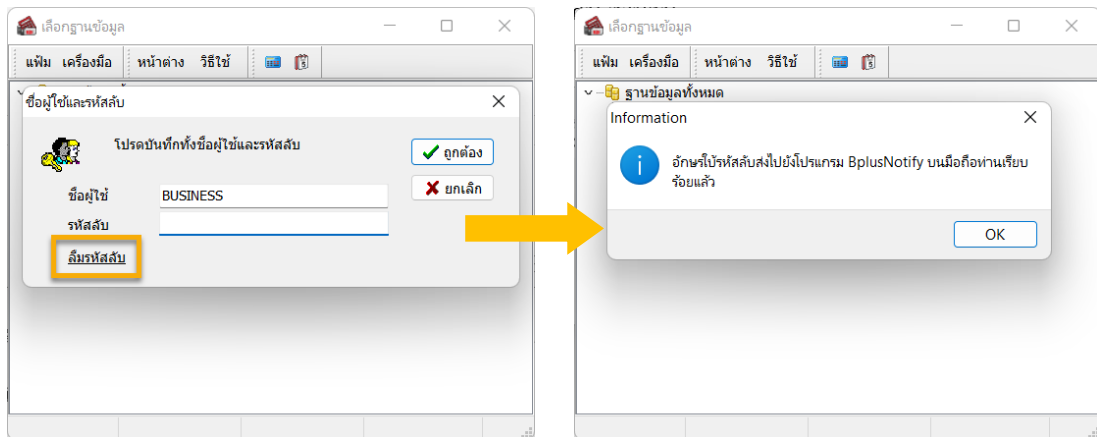 เลือกฐานข้อมูล
แฟ้ม เครื่องมือ หน้าต่าง วิธีใช้
ชื่อผู้ใช้และรหัสลับ
โปรดบันทึกทั้งชื่อผู้ใช้และรหัสลับ
ถูกต้อง
ชื่อผู้ใช้ BUSINESS
ยกเลิก
รหัสลับ
ลืมรหัสลับ
เลือกฐานข้อมูล
แฟ้ม เครื่องมือ หน้าต่าง วิธีใช้
ฐานข้อมูลทั้งหมด
Information
อักษรใบ้รหัสลับส่งไปยังโปรแกรม BplusNotify บนมือถือท่านเรียบ
ร้อยแล้ว
OK